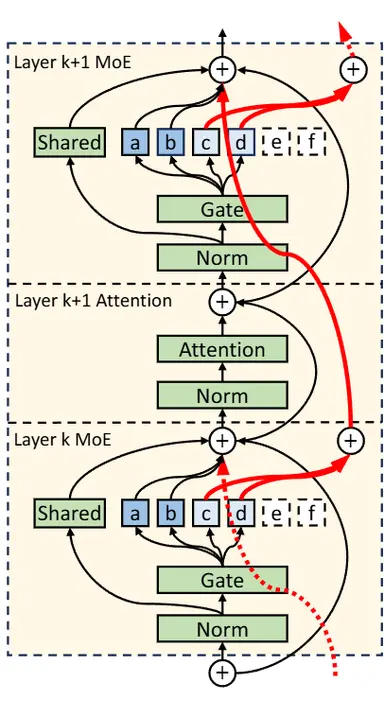 Layer k+1 MoE
+ +
Shared a b c d e f
Gate
Norm
Layer k+1 Attention
+
Attention
Norm
Layer k MoE
+ +
Shared a b c d e f
Gate
Norm
+